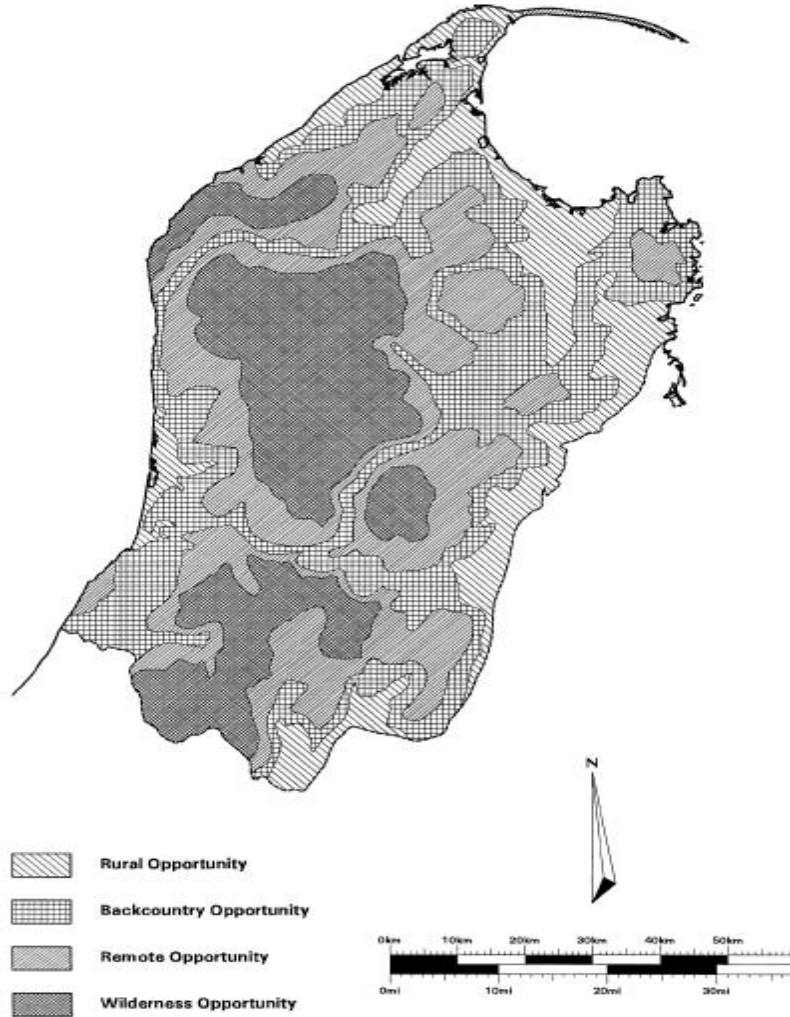 N
Rural Opportunity
Backcountry Opportunity
Remote Opportunity
Wilderness Opportunity
0km 10km 20km 30km 40km 50km
0mi 10mi 20mi 30mi